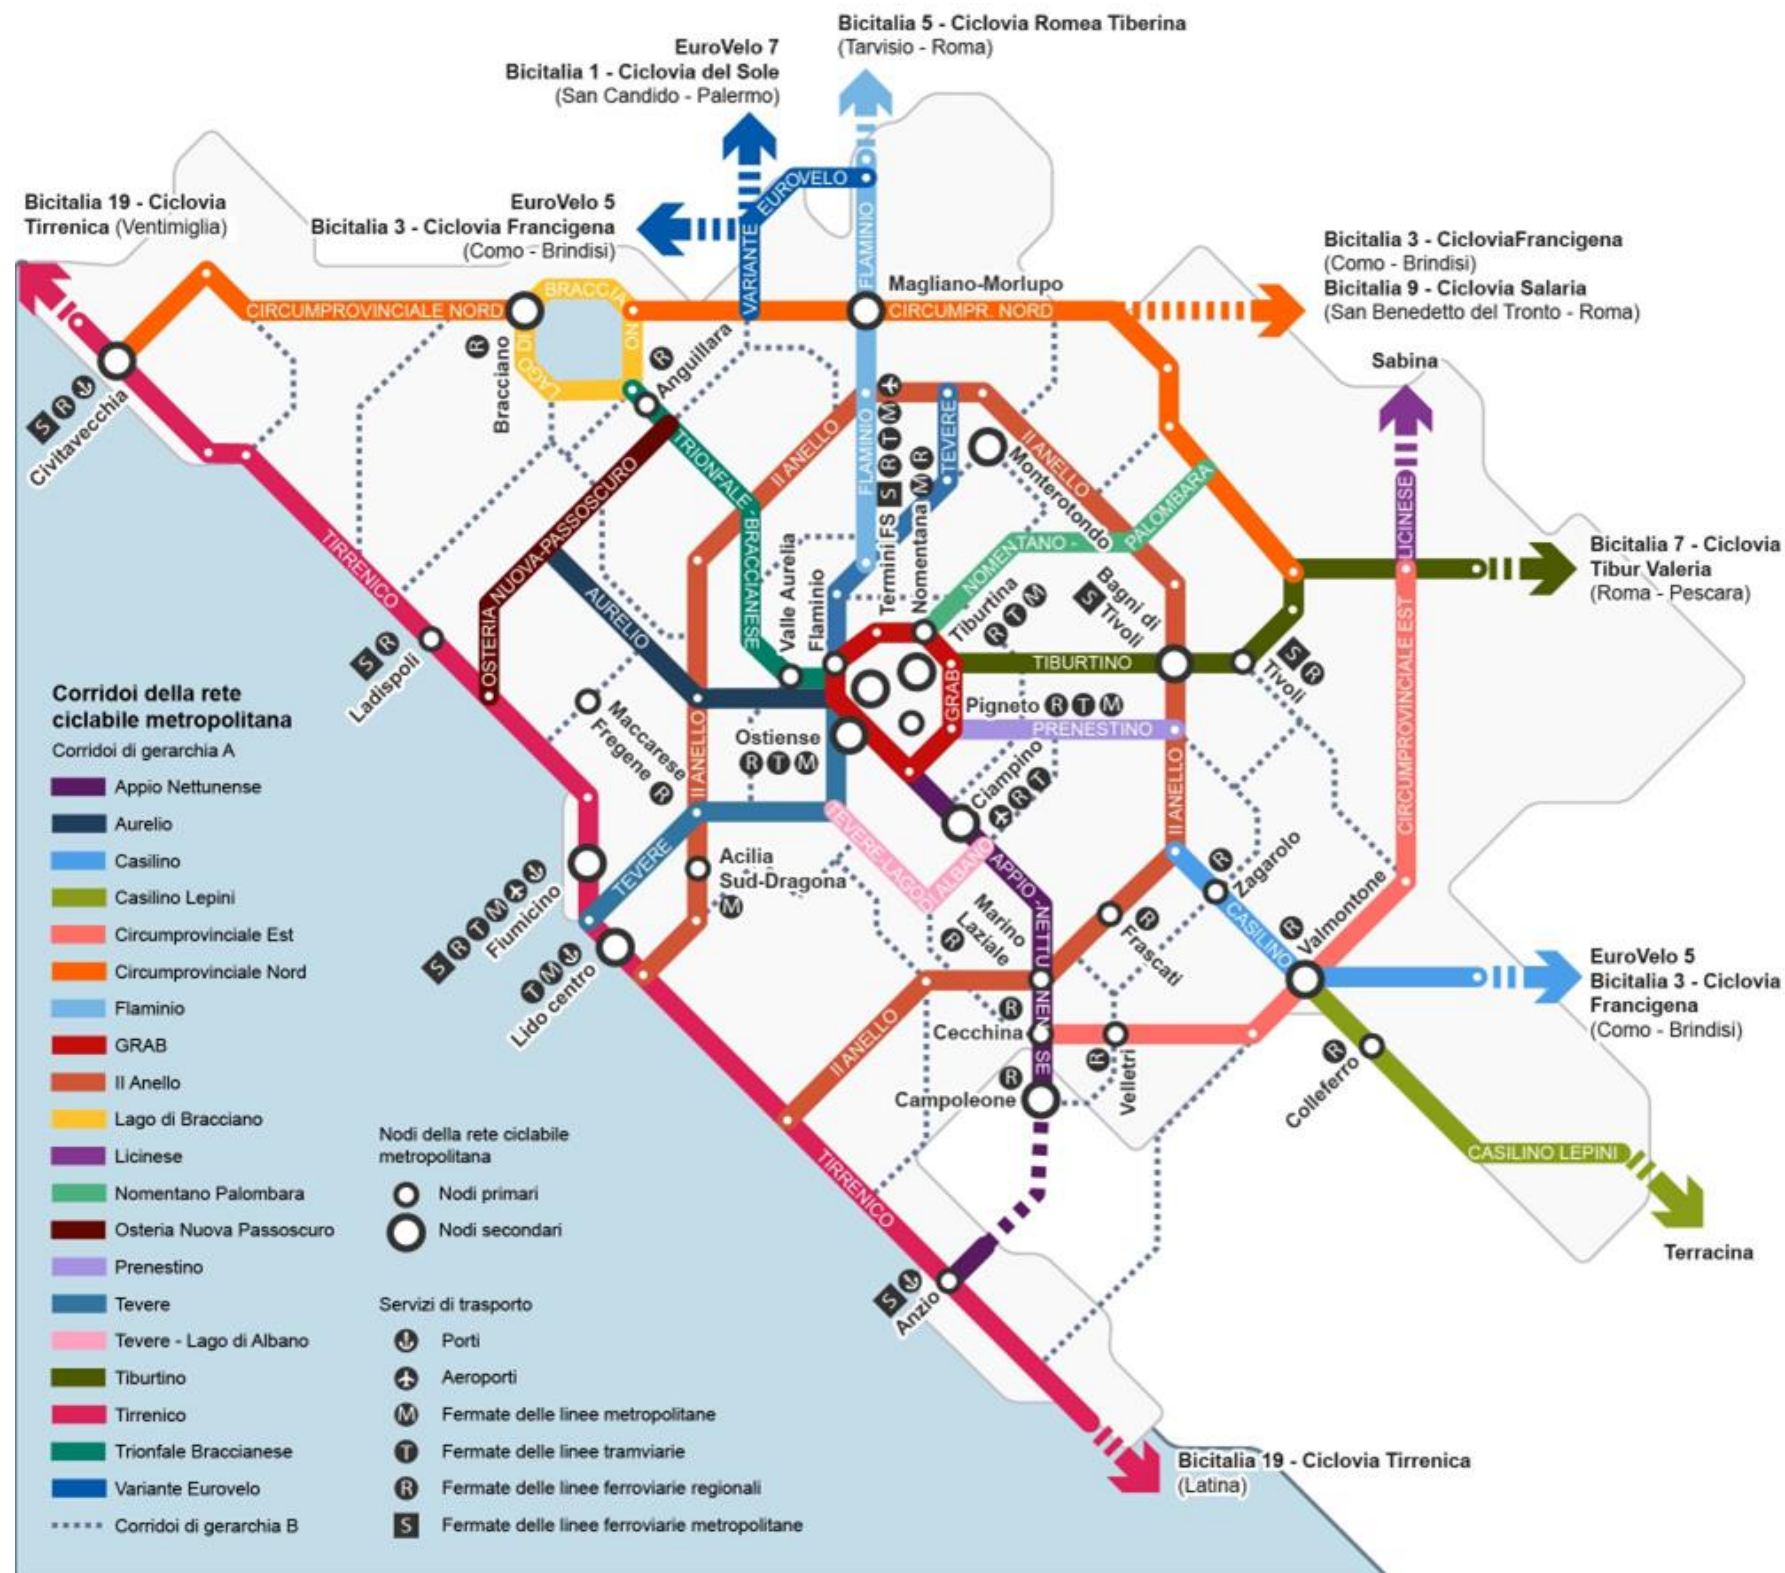 Bicitalia 5 - Ciclovia Romea Tiberina
(Tarvisio - Roma)
EuroVelo 7
Bicitalia 1 - Ciclovia del Sole
(San Candido - Palermo)
Bicitalia 19 - Ciclovia
Tirrenica (Ventimiglia)
EuroVelo 5
Bicitalia 3 - Ciclovia Francigena
(Como - Brindisi)
Bicitalia 3 - CicloviaFrancigena
(Como - Brindisi)
Bicitalia 9 - Ciclovia Salaria
(San Benedetto del Tronto - Roma)
VARIANTE EUROVELO
FLAMINIO
Magliano-Morlupo
CIRCUMPROVINCIALE NORD
CIRCUMPR. NORD
LAGO DI BRACCIANO
Bracciano
R
Anguillara
R
Sabina
LICINESE
Civitavecchia
S R
TIRRENICO
Ladispoli
S R
OSTERIA NUOVA-PASSOSCURO
TRIONFALE - BRACCIANESE
AURELIO
II ANELLO
FLAMINIO
TEVERE
II ANELLO
Monterotondo
NOMENTANO - PALOMBARA
Termini FS S R T M
Nomentana M R
Valle Aurelia
Flaminio
Tiburtina
R T M
Bagni di
Tivoli
S
TIBURTINO
Tivoli
S R
Bicitalia 7 - Ciclovia
Tibur Valeria
(Roma - Pescara)
CIRCUMPROVINCIALE EST
GRAB
Pigneto R T M
PRENESTINO
Ostiense
R T M
Maccarese
Fregene R
II ANELLO
Ciampino
R T
II ANELLO
TEVERE
TEVERE-LAGO DI ALBANO
Acilia
Sud-Dragona
M
Fiumicino
S R T M
Lido centro
T M
APPIO - NETTUNENSE
Marino
Laziale
R
Frascati
R
Zagarolo
R
CASILINO
Valmontone
R
EuroVelo 5
Bicitalia 3 - Ciclovia
Francigena
(Como - Brindisi)
II ANELLO
Cecchina
R
Velletri
R
Campoleone
R
Colleferro
R
CASILINO LEPINI
Terracina
TIRRENICO
Anzio
S
Bicitalia 19 - Ciclovia Tirrenica
(Latina)
Corridoi della rete
ciclabile metropolitana
Corridoi di gerarchia A
Appio Nettunense
Aurelio
Casilino
Casilino Lepini
Circumprovinciale Est
Circumprovinciale Nord
Flaminio
GRAB
II Anello
Lago di Bracciano
Licinese
Nomentano Palombara
Osteria Nuova Passoscuro
Prenestino
Tevere
Tevere - Lago di Albano
Tiburtino
Tirrenico
Trionfale Braccianese
Variante Eurovelo
Corridoi di gerarchia B
Nodi della rete ciclabile
metropolitana
Nodi primari
Nodi secondari
Servizi di trasporto
Porti
Aeroporti
M Fermate delle linee metropolitane
T Fermate delle linee tramviarie
R Fermate delle linee ferroviarie regionali
S Fermate delle linee ferroviarie metropolitane